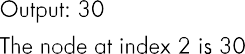 Output: 30
The node at index 2 is 30